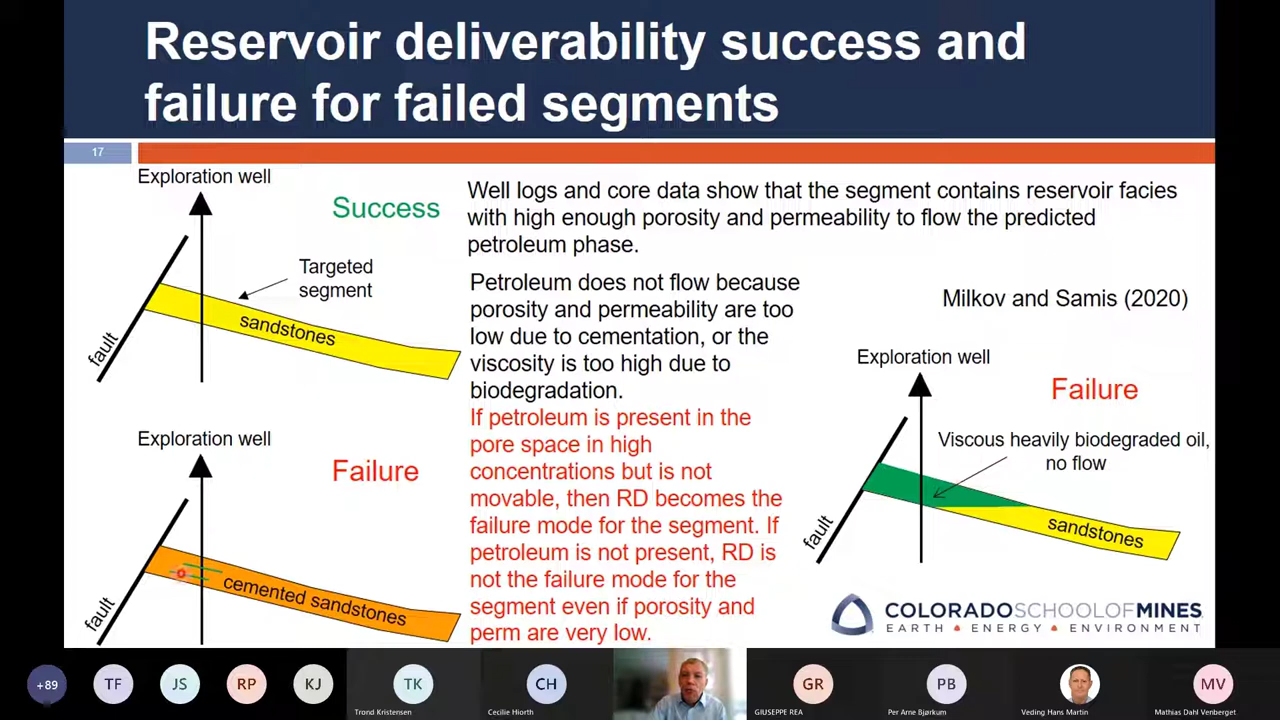 Reservoir deliverability success and
failure for failed segments
17
Exploration well
Success
Targeted
segment
sandstones
fault
Well logs and core data show that the segment contains reservoir facies
with high enough porosity and permeability to flow the predicted
petroleum phase.
Petroleum does not flow because
porosity and permeability are too
low due to cementation, or the
viscosity is too high due to
biodegradation.
If petroleum is present in the
pore space in high
concentrations but is not
movable, then RD becomes the
failure mode for the segment. If
petroleum is not present, RD is
not the failure mode for the
segment even if porosity and
perm are very low.
Milkov and Samis (2020)
Exploration well
Failure
cemented sandstones
fault
Exploration well
Failure
Viscous heavily biodegraded oil,
no flow
sandstones
fault
COLORADOSCHOOLOFMINES
EARTH ENERGY ENVIRONMENT
+89
TF
JS
RP
KJ
TK
Trond Kristensen
CH
Cecilie Hiorth
GR
GIUSEPPE REA
PB
Per Arne Bjørkum
Veding Hans Martin
MV
Mathias Dahl Venberget